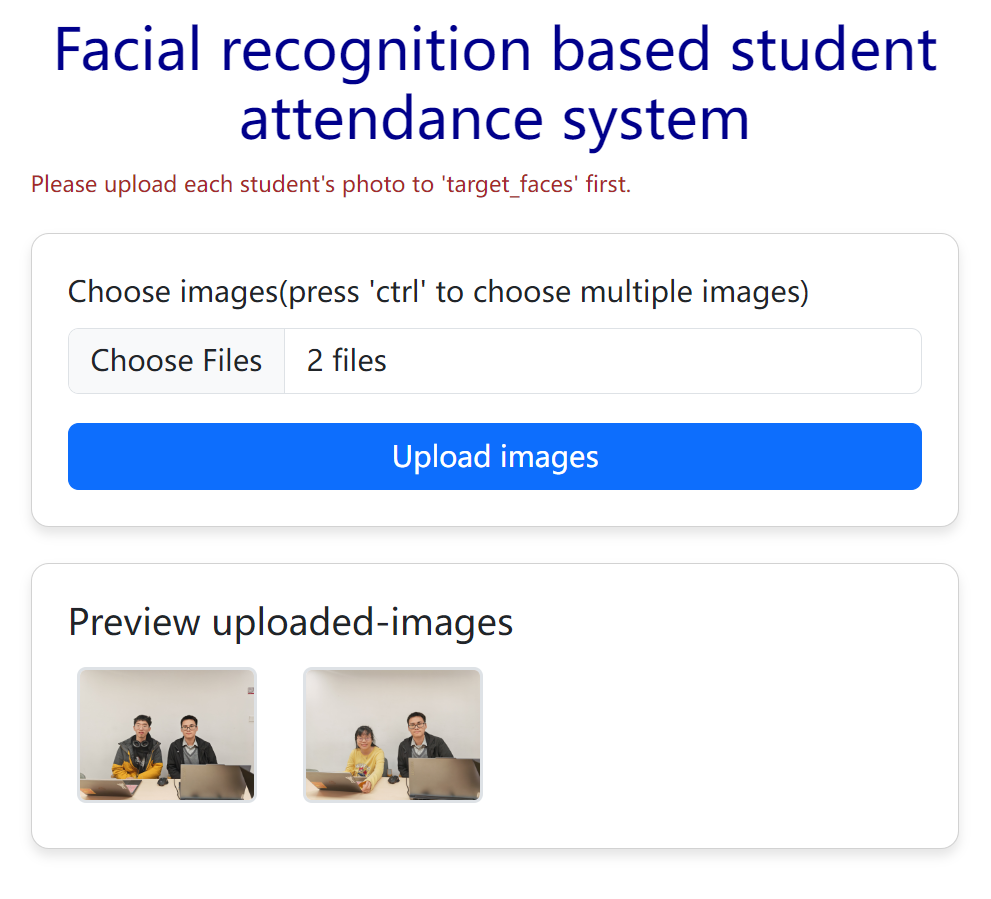 Facial recognition based student
attendance system
Please upload each student's photo to 'target_faces' first.
Choose images(press 'ctrl' to choose multiple images)
Choose Files 2 files
Upload images
Preview uploaded-images